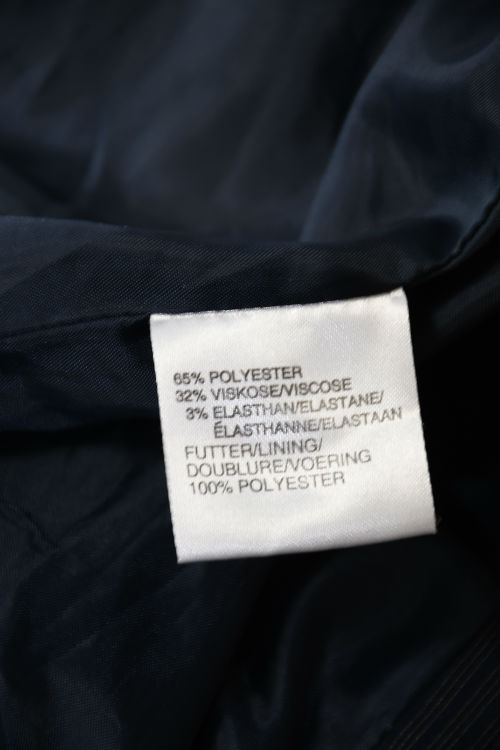 65% POLYESTER
32% VISKOSE/VISCOSE
3% ELASTHAN/ELASTANE/
ÉLASTHANNE/ELASTAAN
FUTTER/LINING/
DOUBLURE/VOERING
100% POLYESTER